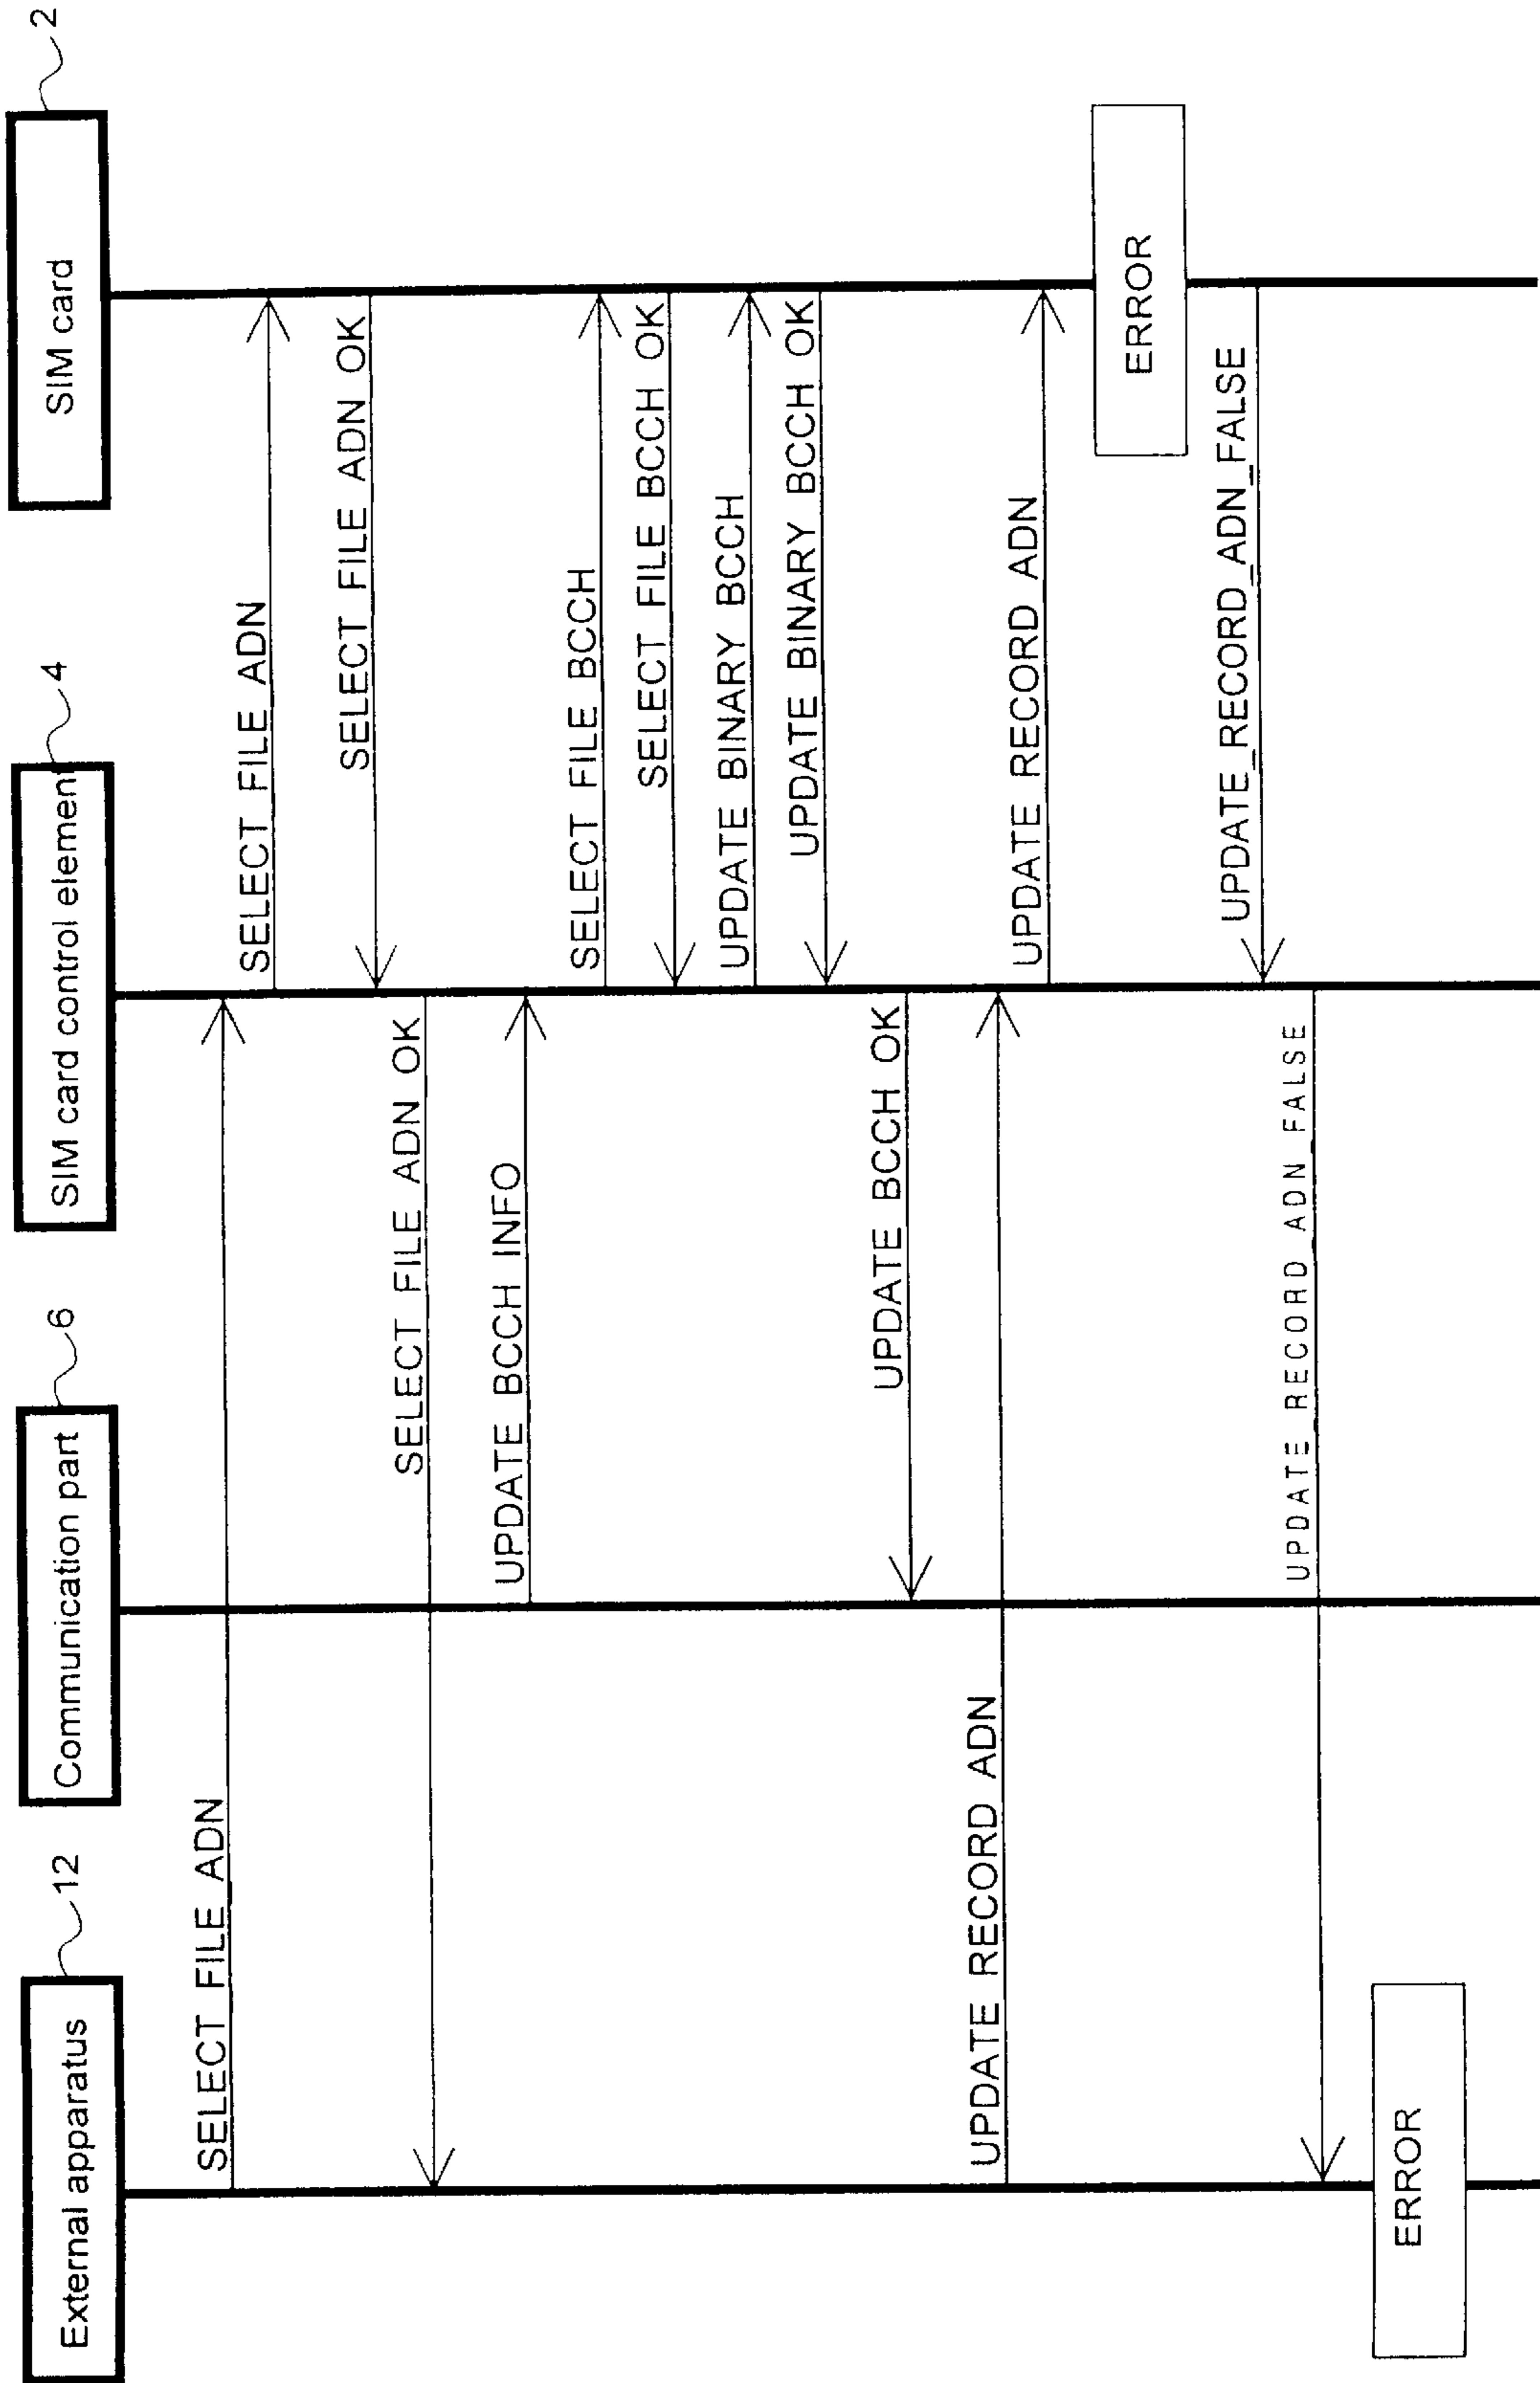 External apparatus
12
Communication part
6
SIM card control element
4
SIM card
2
SELECT FILE ADN
SELECT FILE ADN
SELECT FILE ADN OK
SELECT FILE ADN OK
UPDATE BCCH INFO
SELECT FILE BCCH
SELECT FILE BCCH OK
UPDATE BINARY BCCH
UPDATE BINARY BCCH OK
UPDATE BCCH OK
UPDATE RECORD ADN
UPDATE RECORD ADN
ERROR
UPDATE_RECORD_ADN_FALSE
UPDATE RECORD ADN FALSE
ERROR